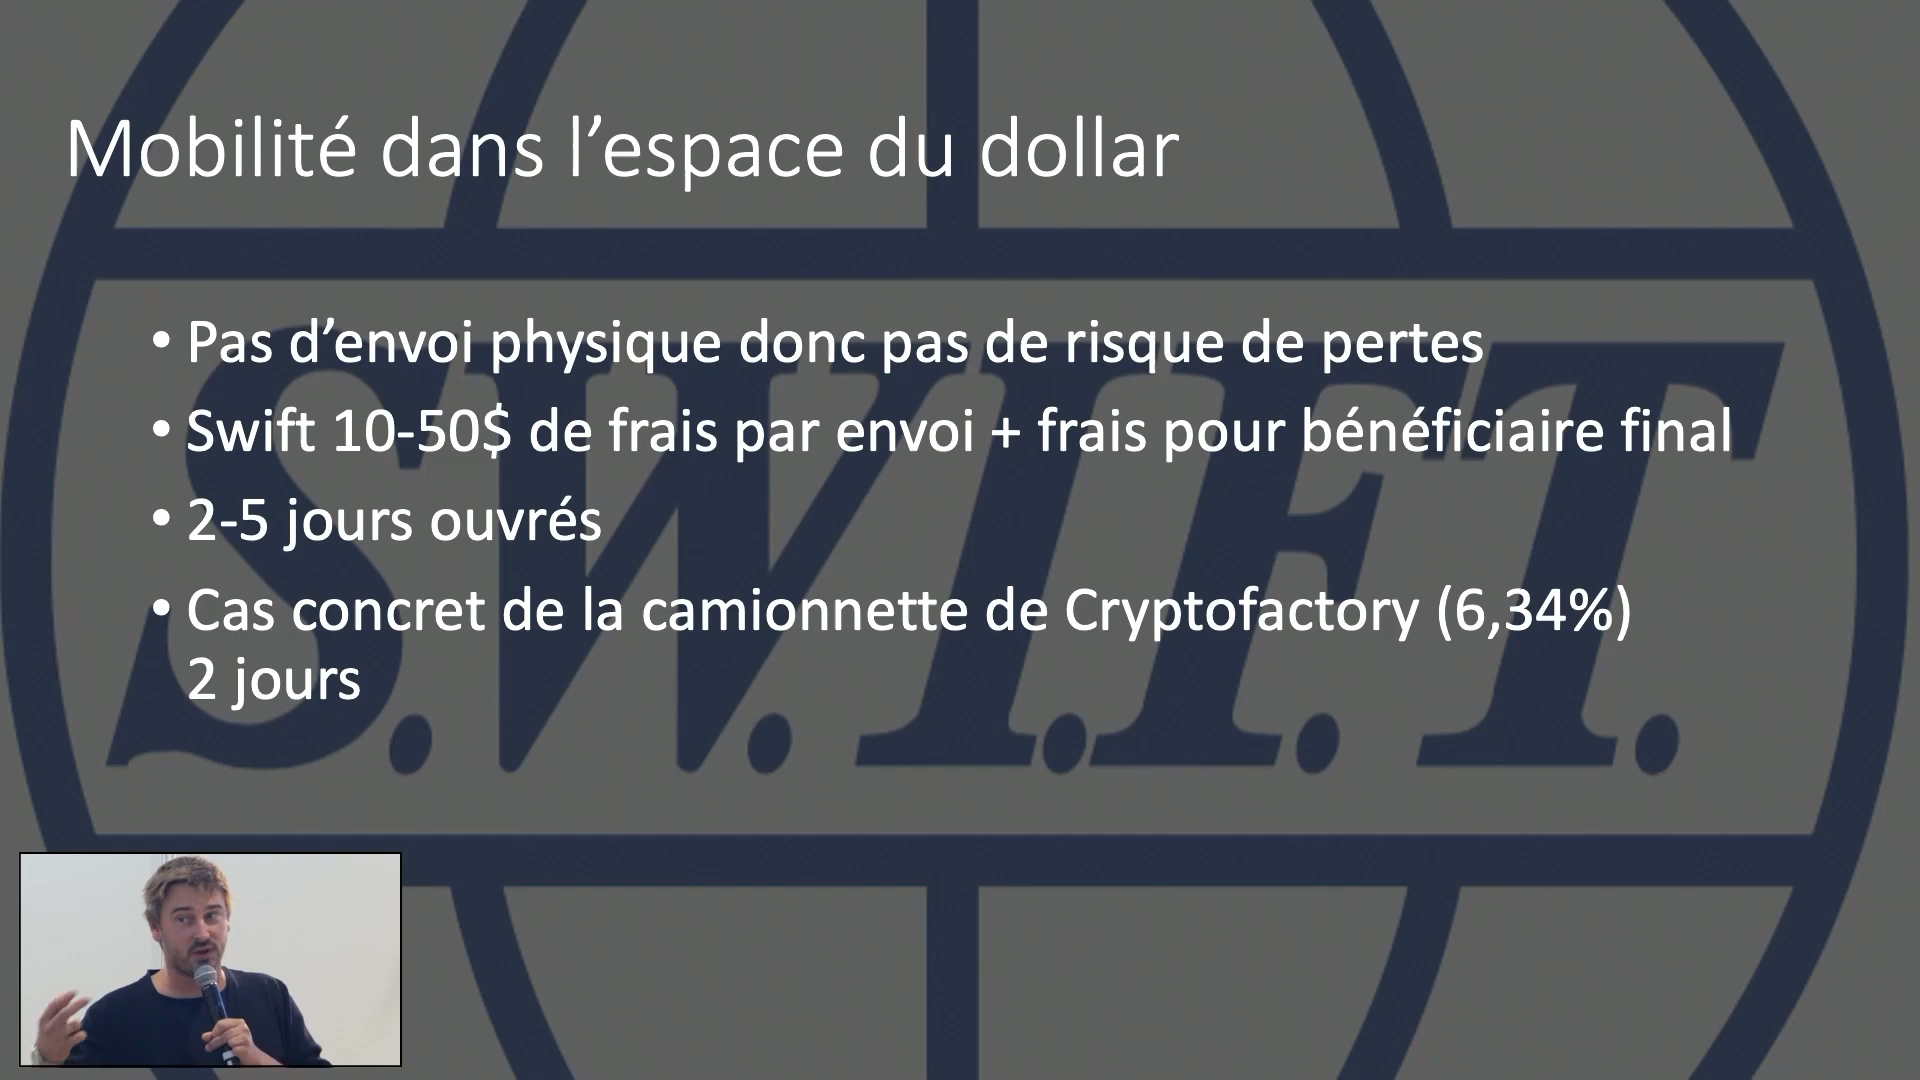 Mobilité dans l’espace du dollar
• Pas d’envoi physique donc pas de risque de pertes
• Swift 10-50$ de frais par envoi + frais pour bénéficiaire final
• 2-5 jours ouvrés
• Cas concret de la camionnette de Cryptofactory (6,34%)
2 jours
S.W.I.F.T.